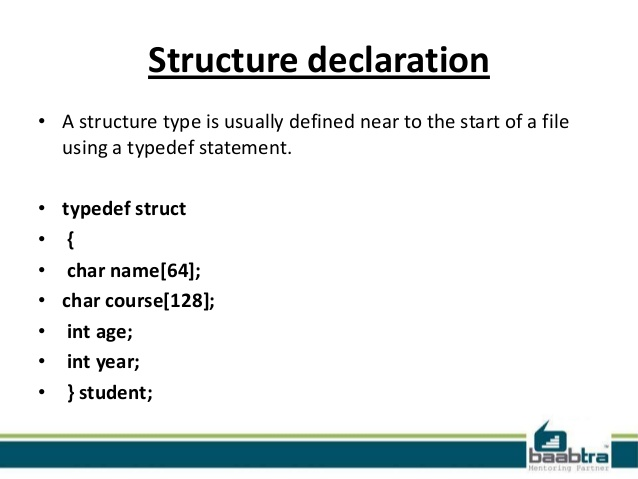 Structure declaration
• A structure type is usually defined near to the start of a file
using a typedef statement.
• typedef struct
• {
• char name[64];
• char course[128];
• int age;
• int year;
• } student;
baabtra
Mentoring Partner